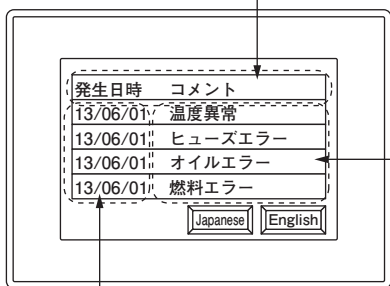 発生日時 コメント
13/06/01 温度異常
13/06/01 ヒューズエラー
13/06/01 オイルエラー
13/06/01 燃料エラー
Japanese English